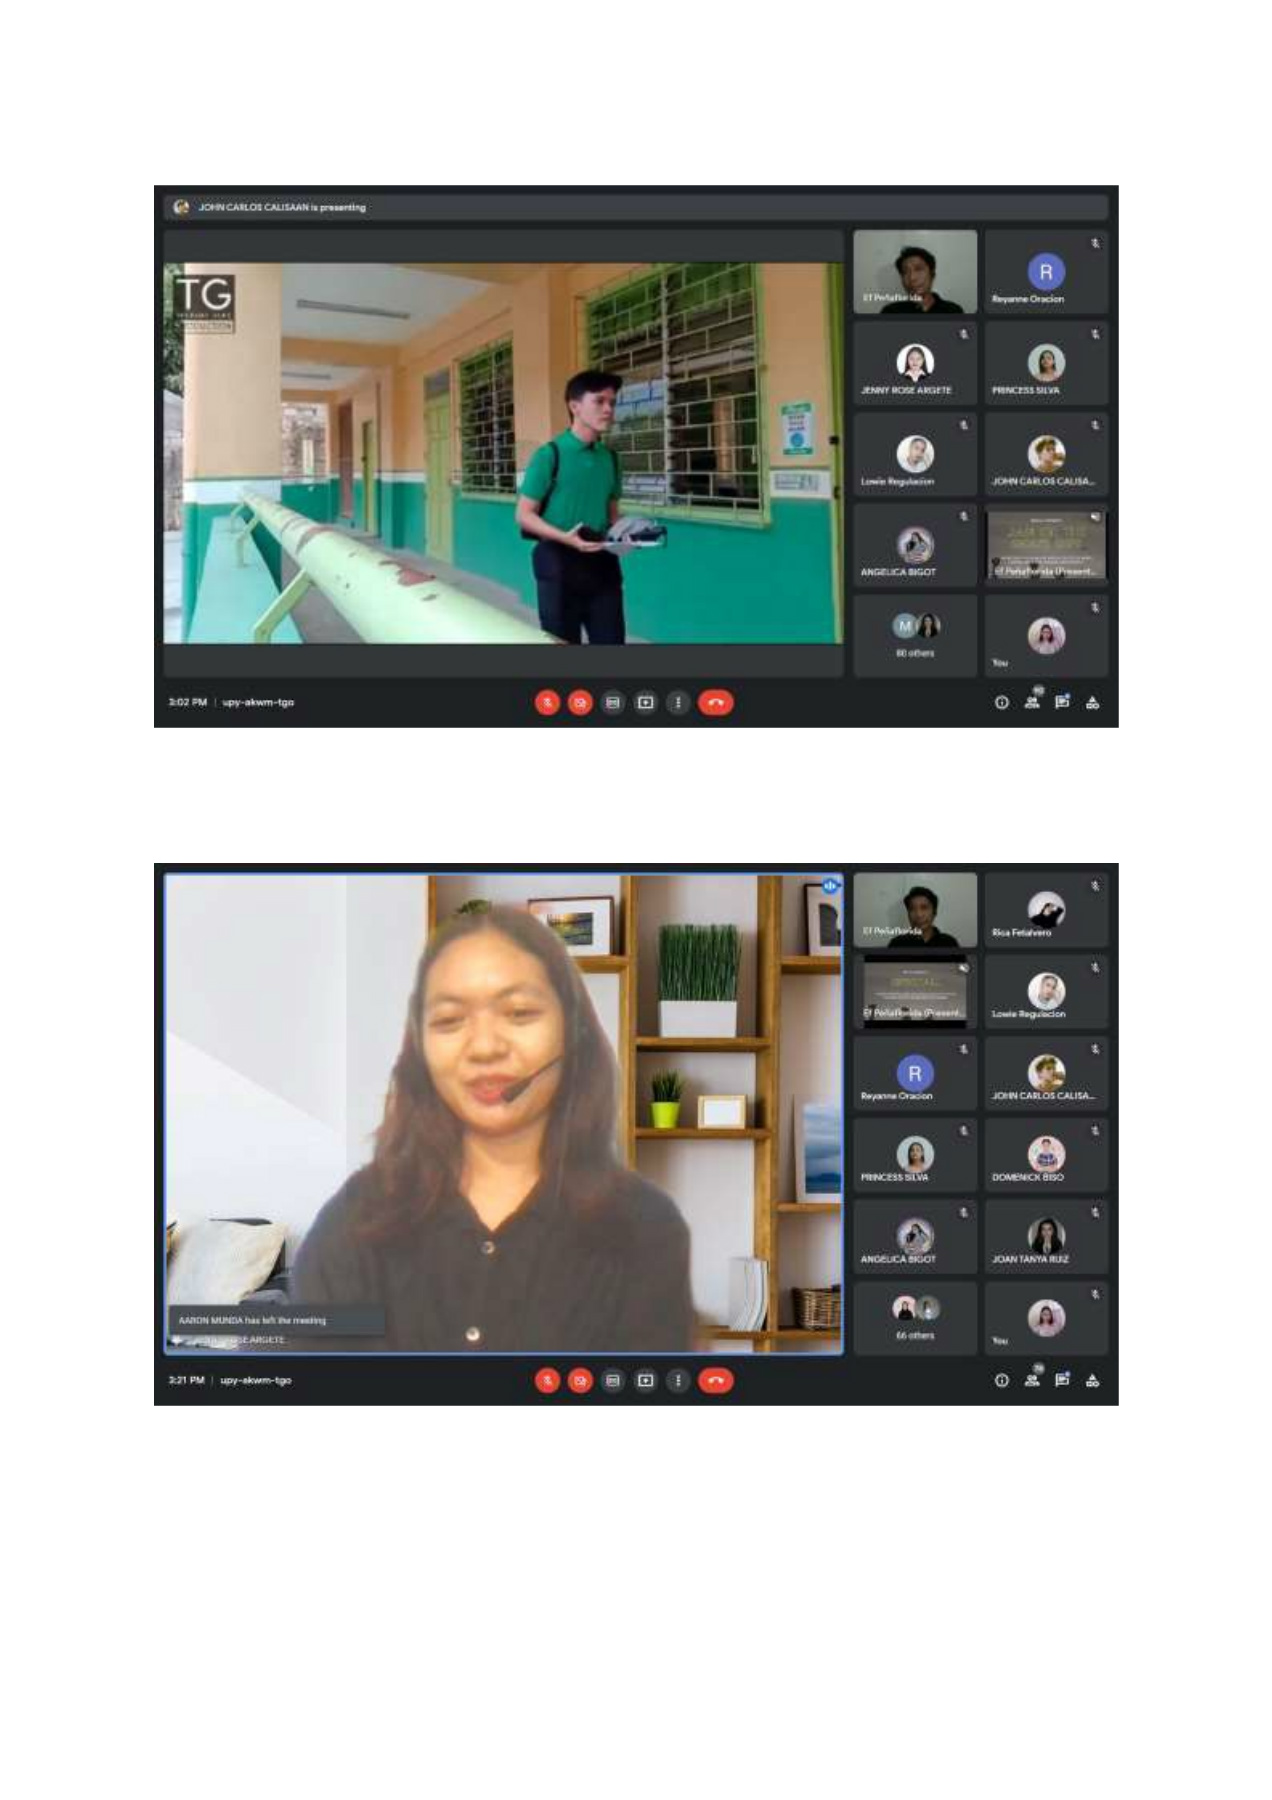 JOHN CARLOS CALISAAN is presenting
TG
Ef Peñaflorida
R
Reyanne Oracion
JENNY ROSE ARGETE
PRINCESS SILVA
Lowie Regulacion
JOHN CARLOS CALISA...
ANGELICA BIGOT
Ef Peñaflorida (Present...
M
80 others
You
3:02 PM | upy-akwm-tgo
Ef Peñaflorida
Rica Fetalvero
Ef Peñaflorida (Present...
Lowie Regulacion
R
Reyanne Oracion
JOHN CARLOS CALISA...
PRINCESS SILVA
DOMENICK BISO
ANGELICA BIGOT
JOAN TANYA RUIZ
AARON MUNDA has left the meeting
ROSE ARGETE
66 others
You
3:21 PM | upy-akwm-tgo